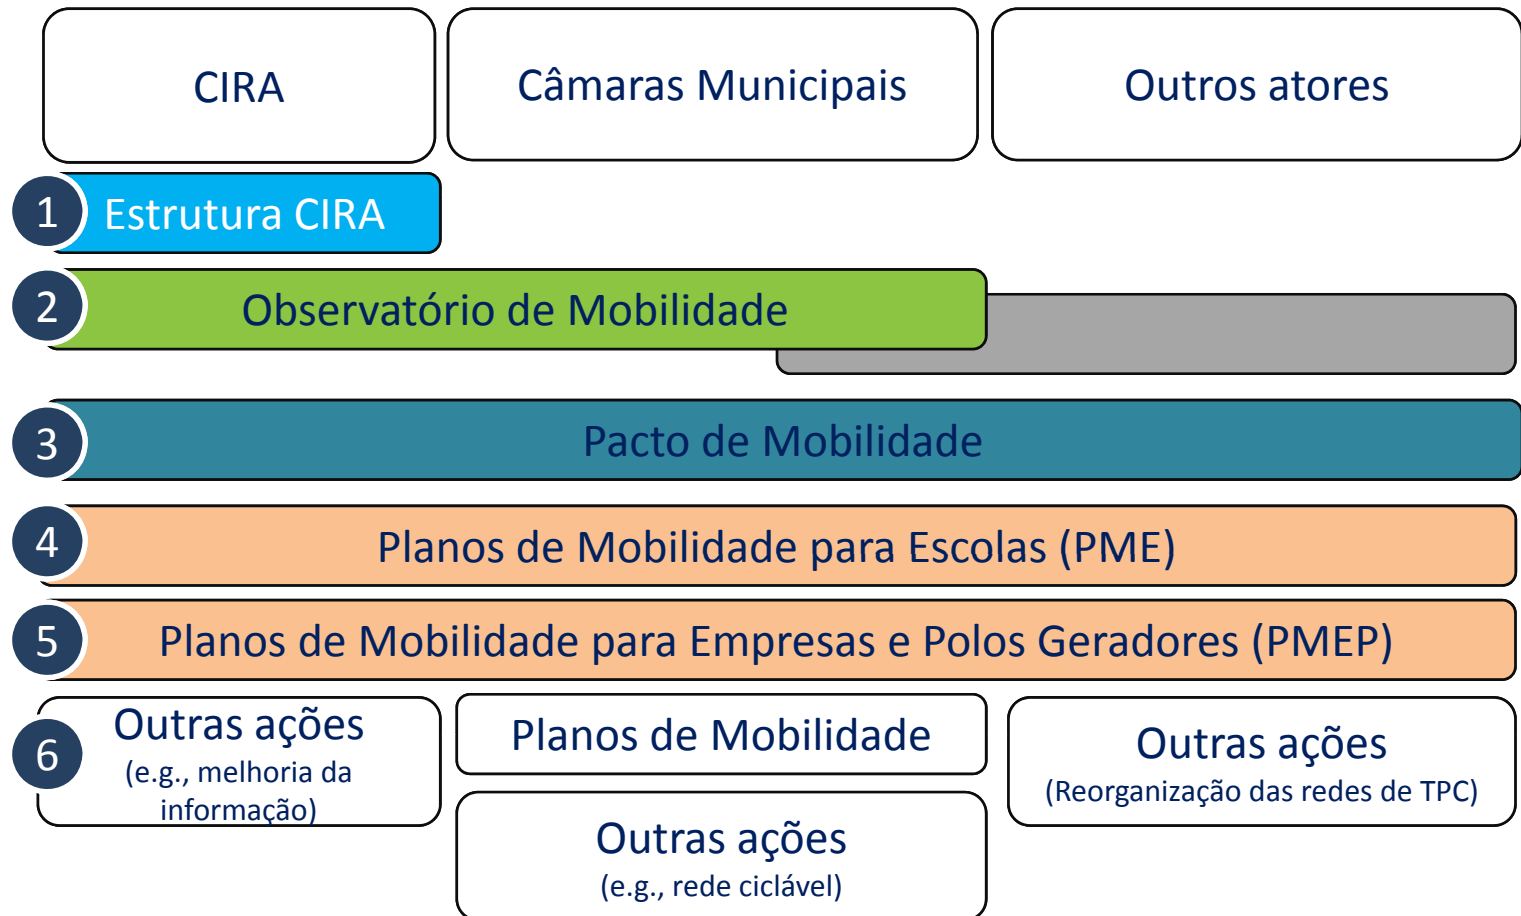 CIRA
Câmaras Municipais
Outros atores
1
Estrutura CIRA
2
Observatório de Mobilidade
3
Pacto de Mobilidade
4
Planos de Mobilidade para Escolas (PME)
5
Planos de Mobilidade para Empresas e Polos Geradores (PMEP)
6
Outras ações
(e.g., melhoria da
informação)
Planos de Mobilidade
Outras ações
(e.g., rede ciclável)
Outras ações
(Reorganização das redes de TPC)